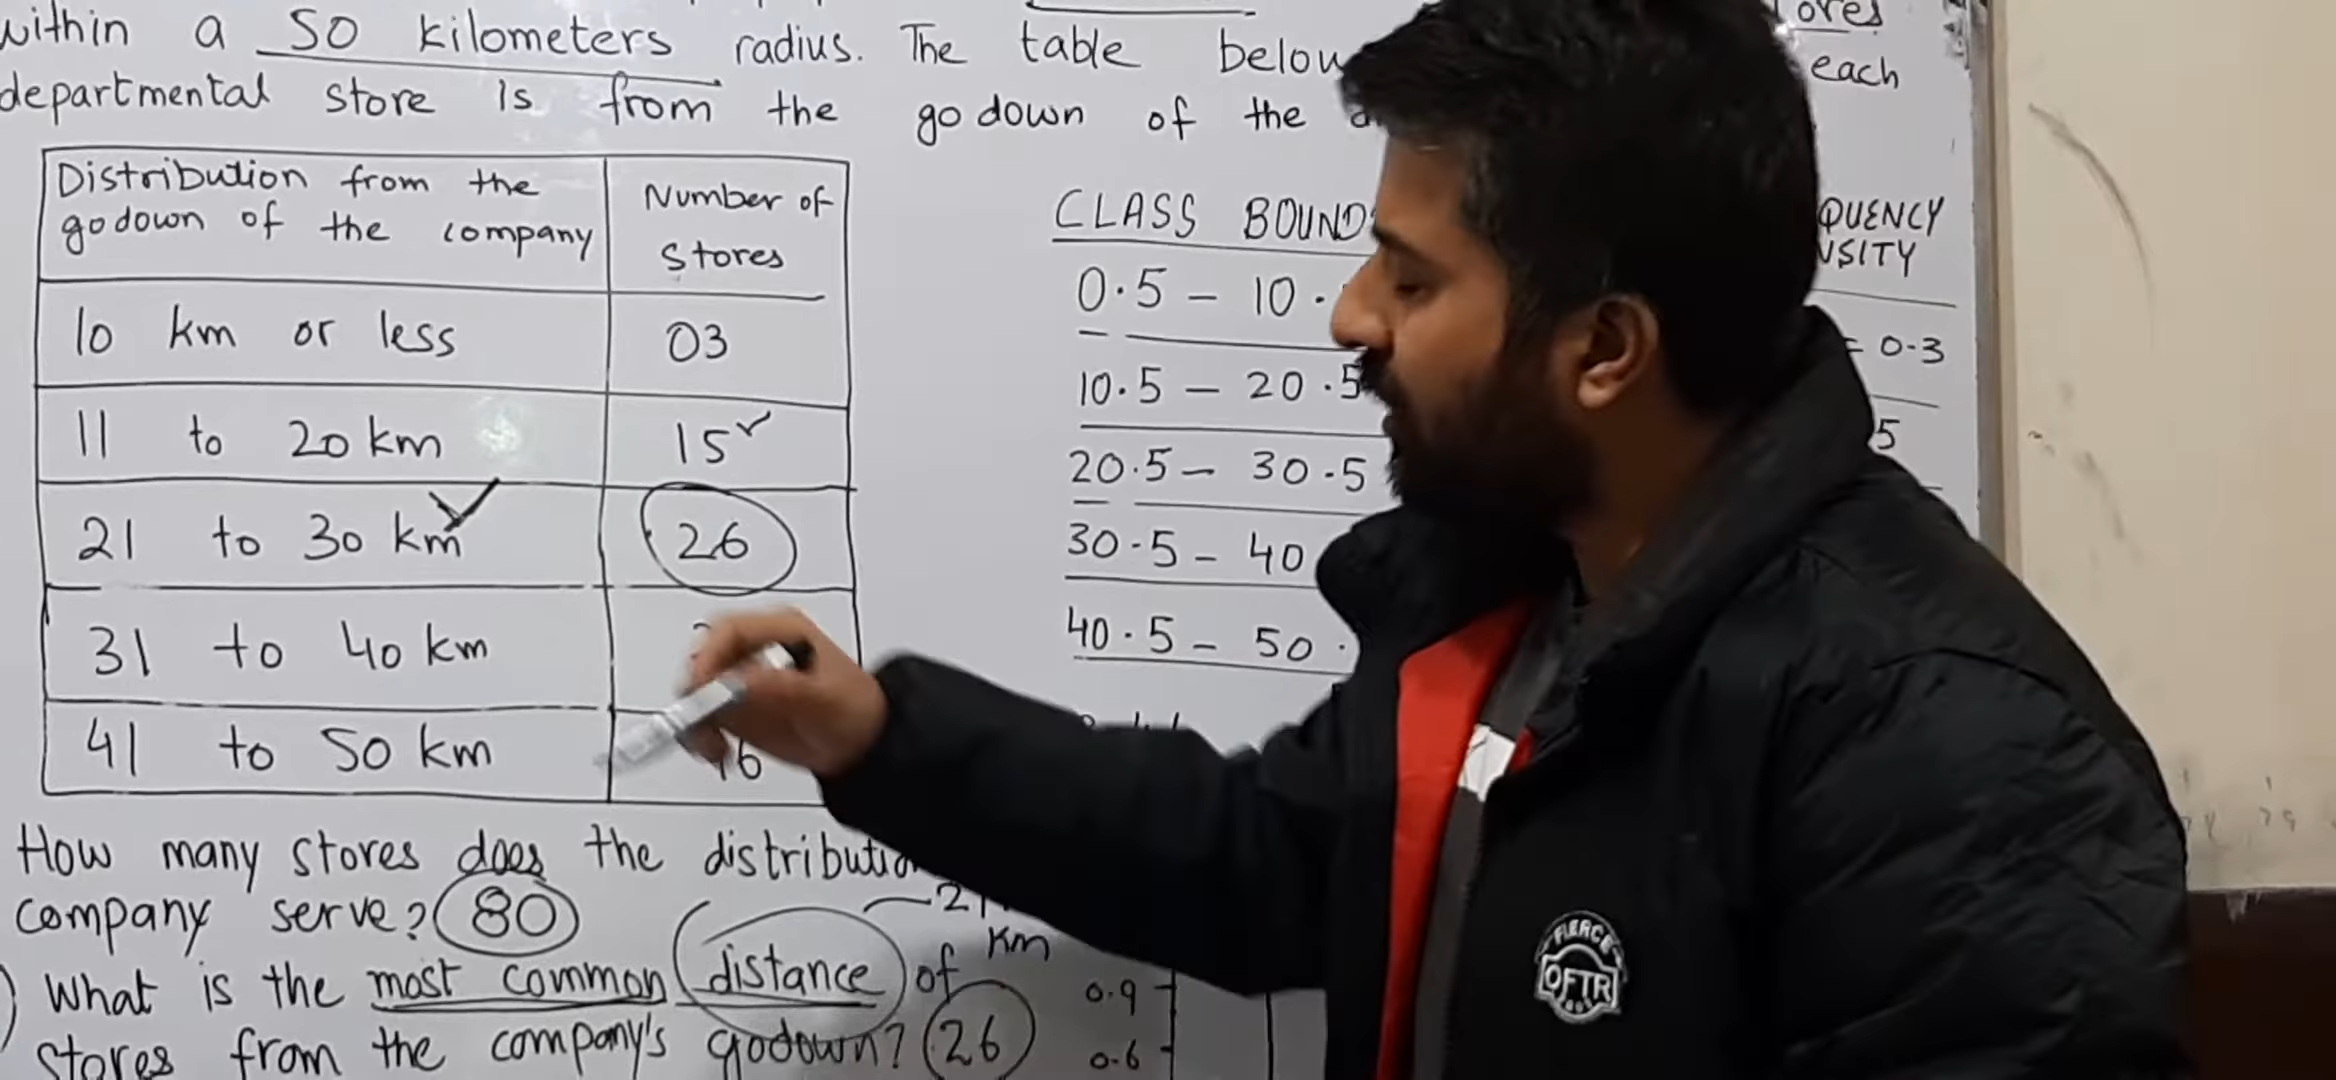 within a 50 kilometers radius. The table below
ores
each
departmental store is from the godown of the
Distribution from the
godown of the company
Number of
Stores
10 km or less 03
11 to 20 km 15
21 to 30 km 26
31 to 40 km
41 to 50 km 16
CLASS BOUND
QUENCY
SITY
0.5 - 10.
= 0.3
10.5 - 20.5
5
20.5 - 30.5
30.5 - 40
40.5 - 50.
How many stores does the distributio
company serve? 80
What is the most common distance of
Km
stores from the company's godown? 26
0.9
0.6
FIERCE
QFTR